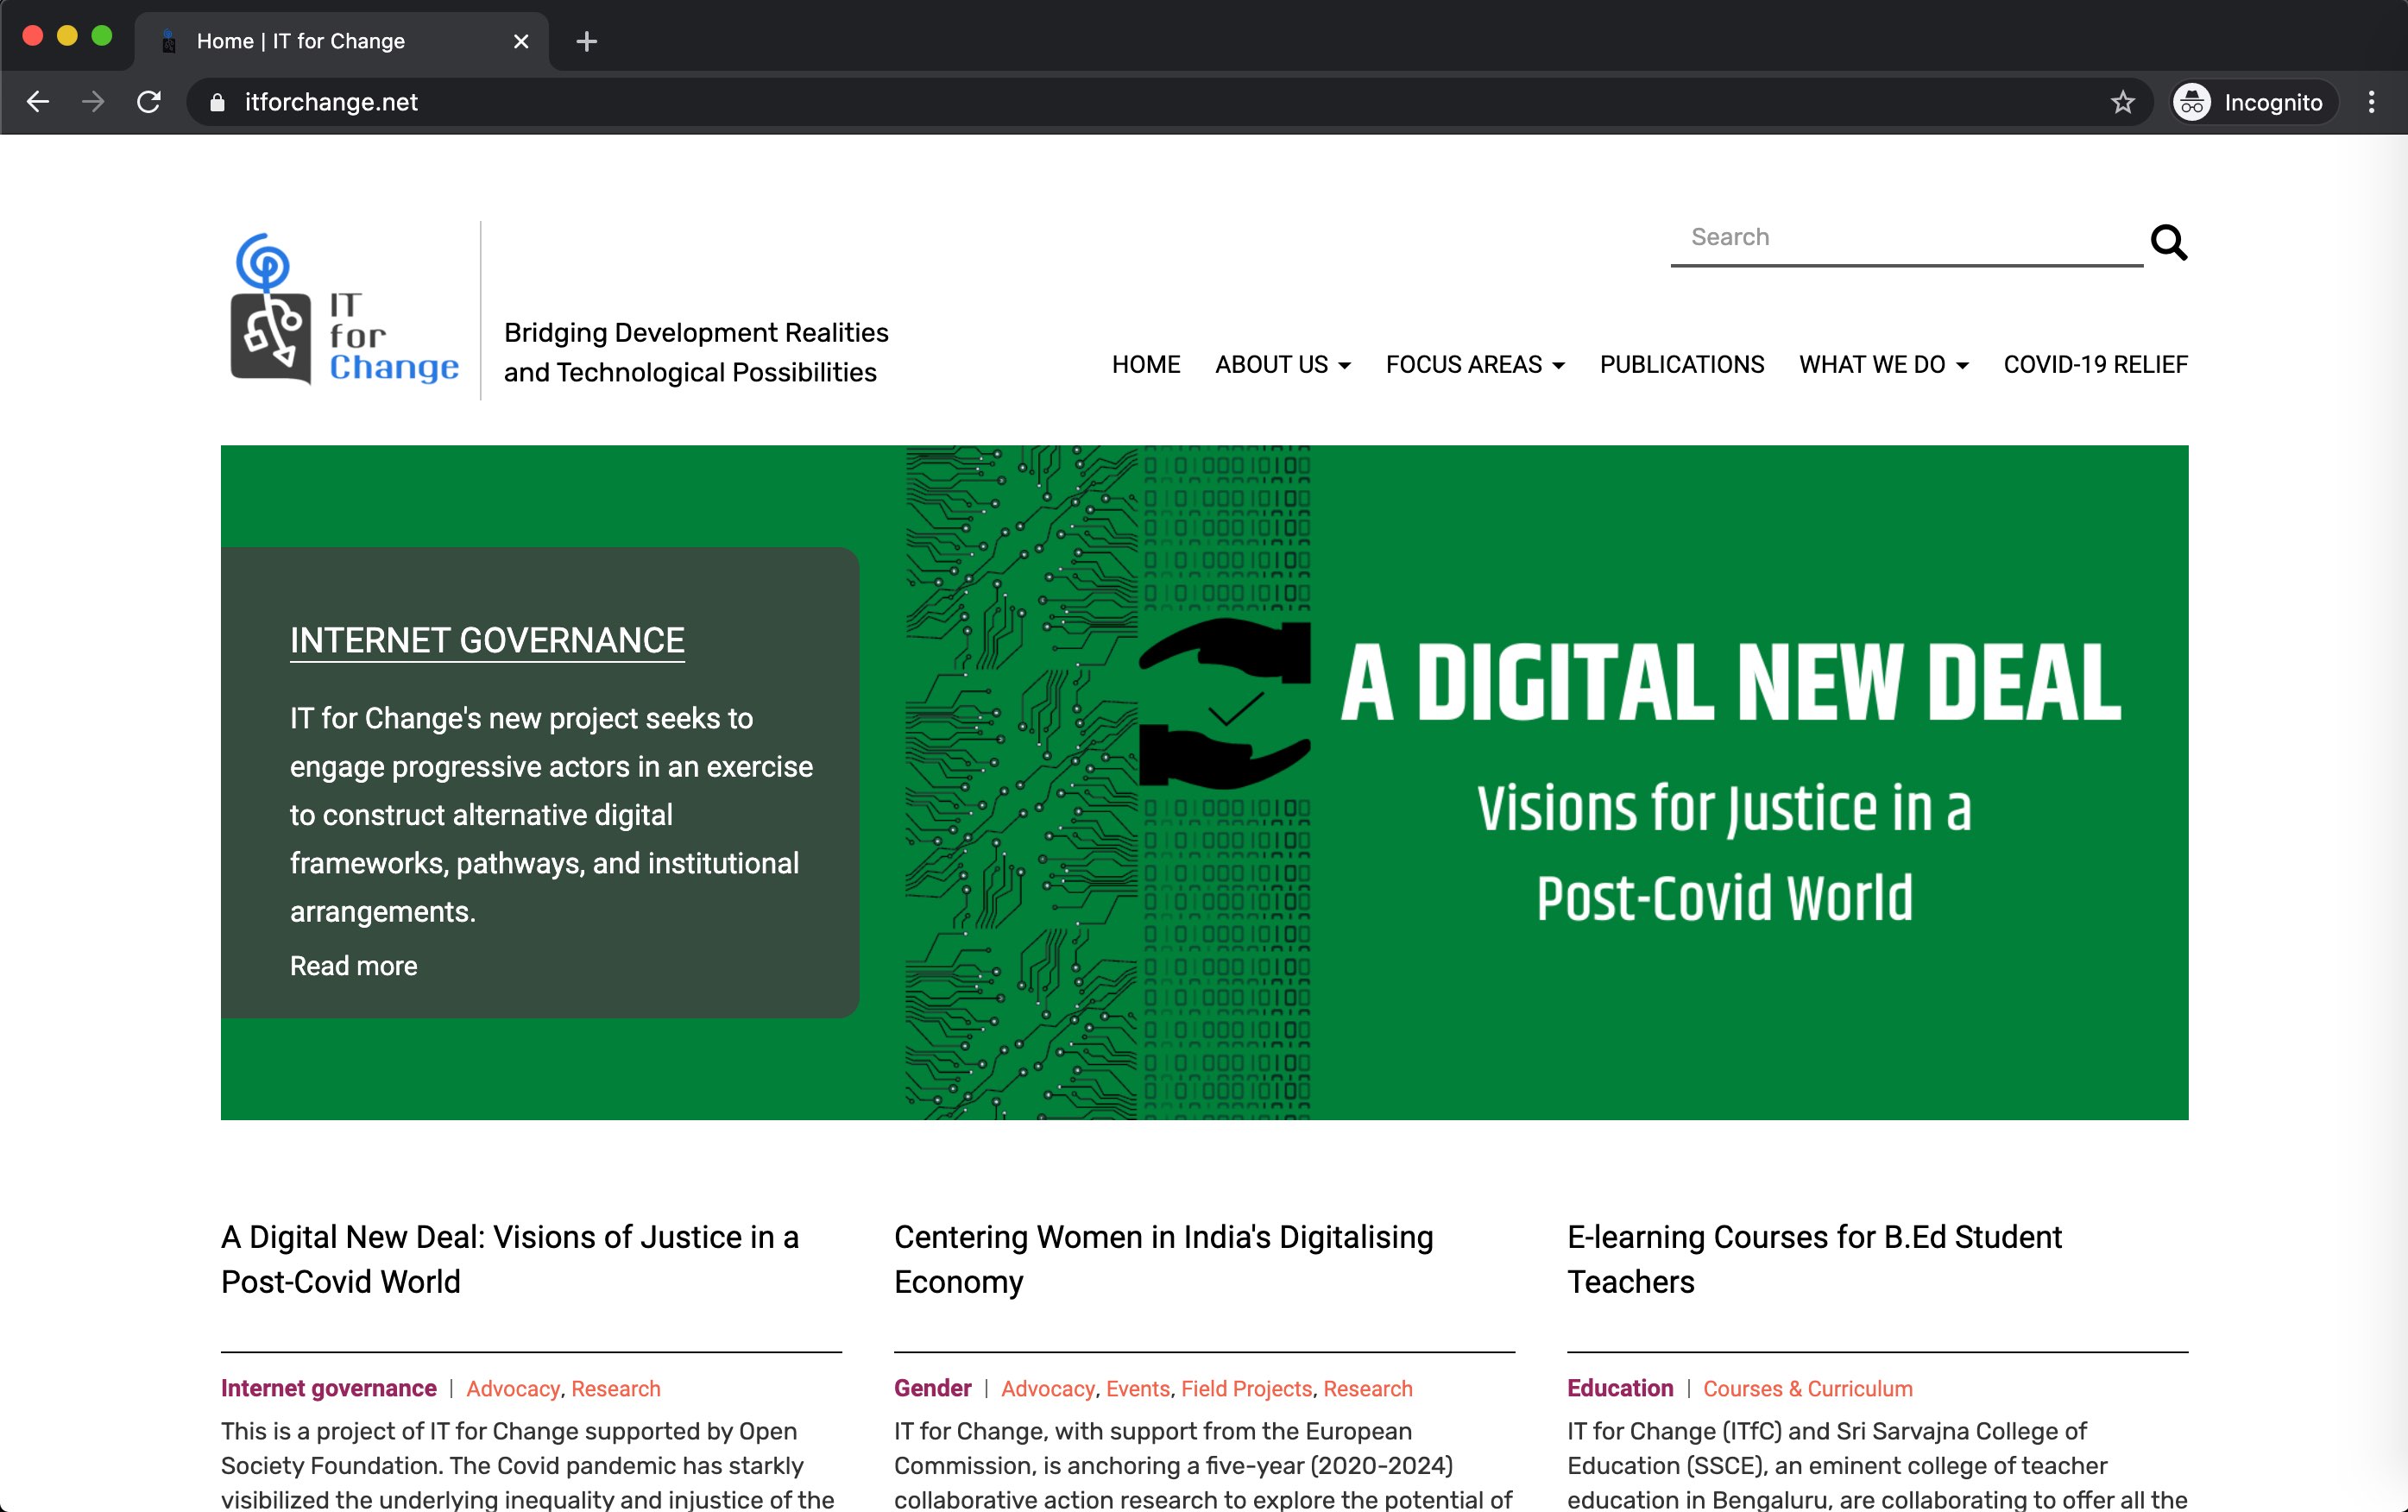 Home | IT for Change
itforchange.net
Incognito
Search
IT
for
Change
Bridging Development Realities
and Technological Possibilities
HOME ABOUT US FOCUS AREAS PUBLICATIONS WHAT WE DO COVID-19 RELIEF
INTERNET GOVERNANCE
IT for Change's new project seeks to
engage progressive actors in an exercise
to construct alternative digital
frameworks, pathways, and institutional
arrangements.
Read more
A DIGITAL NEW DEAL
Visions for Justice in a
Post-Covid World
A Digital New Deal: Visions of Justice in a
Post-Covid World
Internet governance | Advocacy, Research
This is a project of IT for Change supported by Open
Society Foundation. The Covid pandemic has starkly
visibilized the underlying inequality and injustice of the
Centering Women in India's Digitalising
Economy
Gender | Advocacy, Events, Field Projects, Research
IT for Change, with support from the European
Commission, is anchoring a five-year (2020-2024)
collaborative action research to explore the potential of
E-learning Courses for B.Ed Student
Teachers
Education | Courses & Curriculum
IT for Change (ITfC) and Sri Sarvajna College of
Education (SSCE), an eminent college of teacher
education in Bengaluru, are collaborating to offer all the